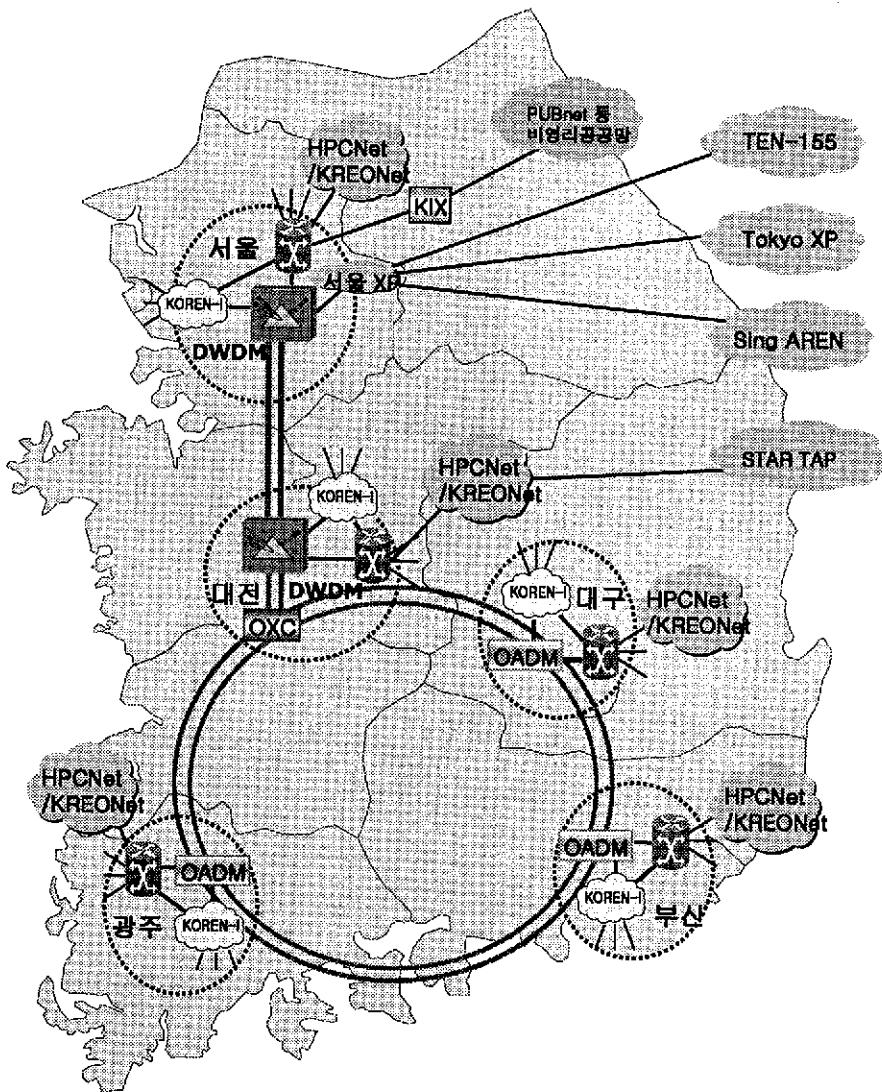 PUBnet 등
비영리공공망
TEN-155
HPCNet
/KREONet
KIX
서울
Tokyo XP
서울 XP
KOREN-I
DWDM
Sing AREN
HPCNet
/KREONet
STAR TAP
KOREN-I
대전
DWDM
OXC
KOREN-I
대구
HPCNet
/KREONet
OADM
HPCNet
/KREONet
OADM
광주
KOREN-I
HPCNet
/KREONet
OADM
KOREN-I
부산